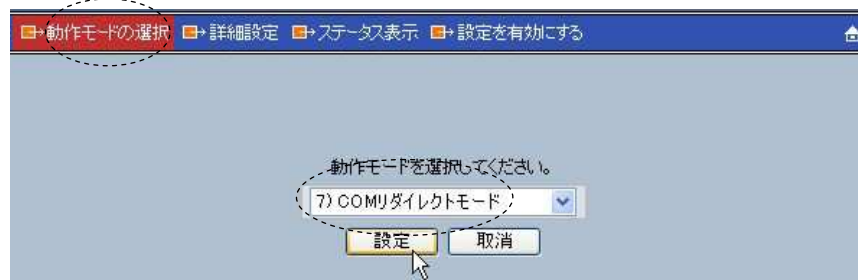 動作モードの選択 詳細設定 ステータス表示 設定を有効にする
動作モードを選択してください。
7) COMリダイレクトモード
設定 取消